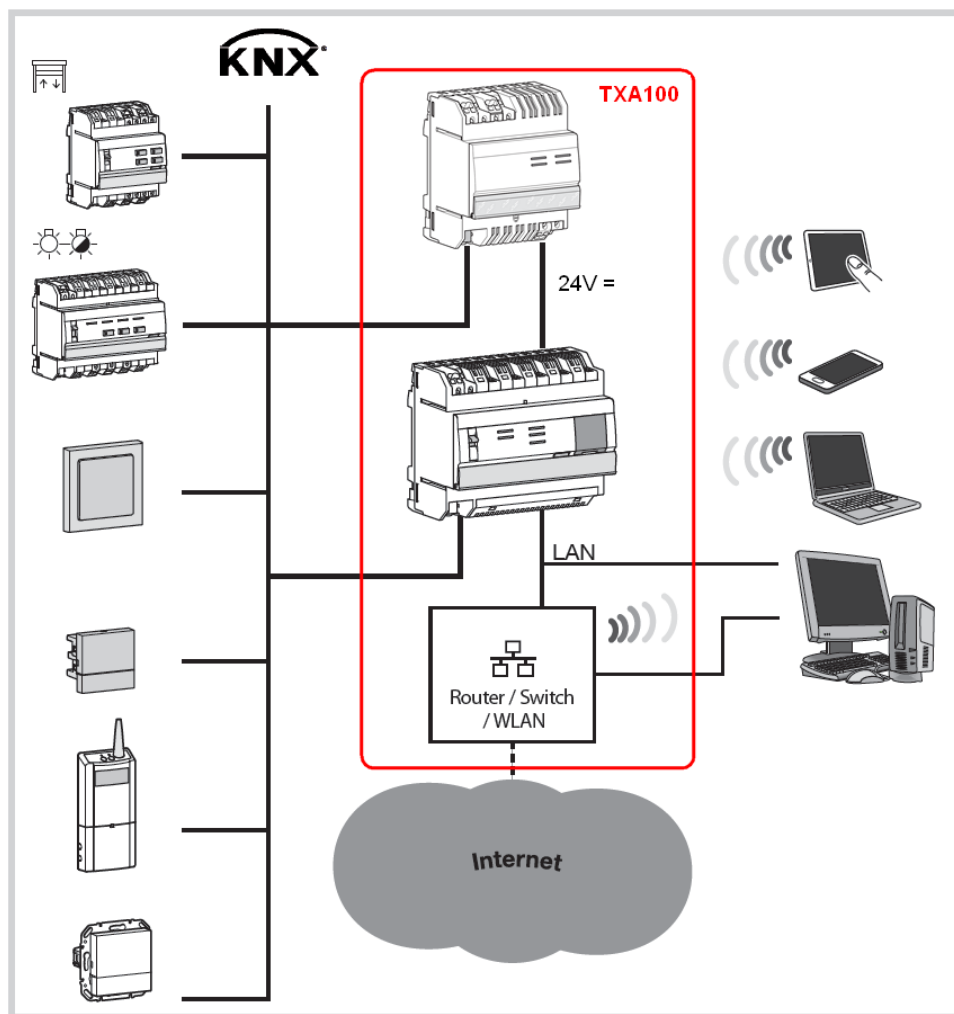 KNX®
TXA100
24V =
LAN
Router / Switch
/ WLAN
Internet